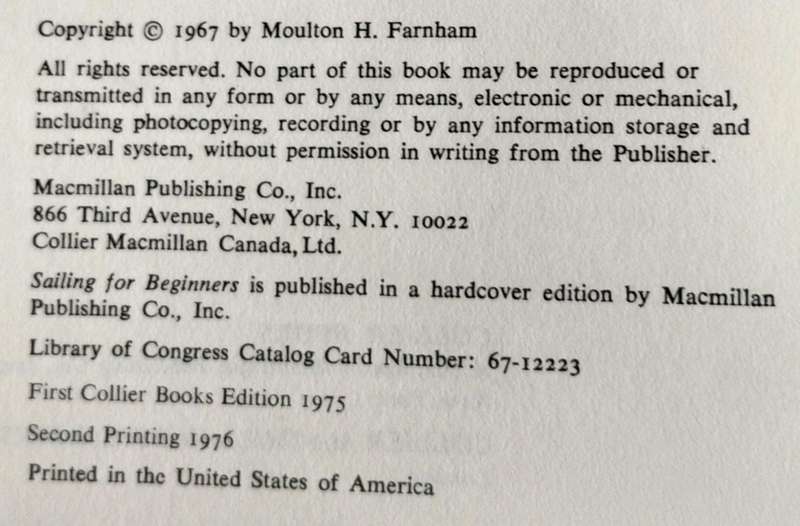 Copyright © 1967 by Moulton H. Farnham
All rights reserved. No part of this book may be reproduced or
transmitted in any form or by any means, electronic or mechanical,
including photocopying, recording or by any information storage and
retrieval system, without permission in writing from the Publisher.
Macmillan Publishing Co., Inc.
866 Third Avenue, New York, N.Y. 10022
Collier Macmillan Canada, Ltd.
Sailing for Beginners is published in a hardcover edition by Macmillan
Publishing Co., Inc.
Library of Congress Catalog Card Number: 67-12223
First Collier Books Edition 1975
Second Printing 1976
Printed in the United States of America